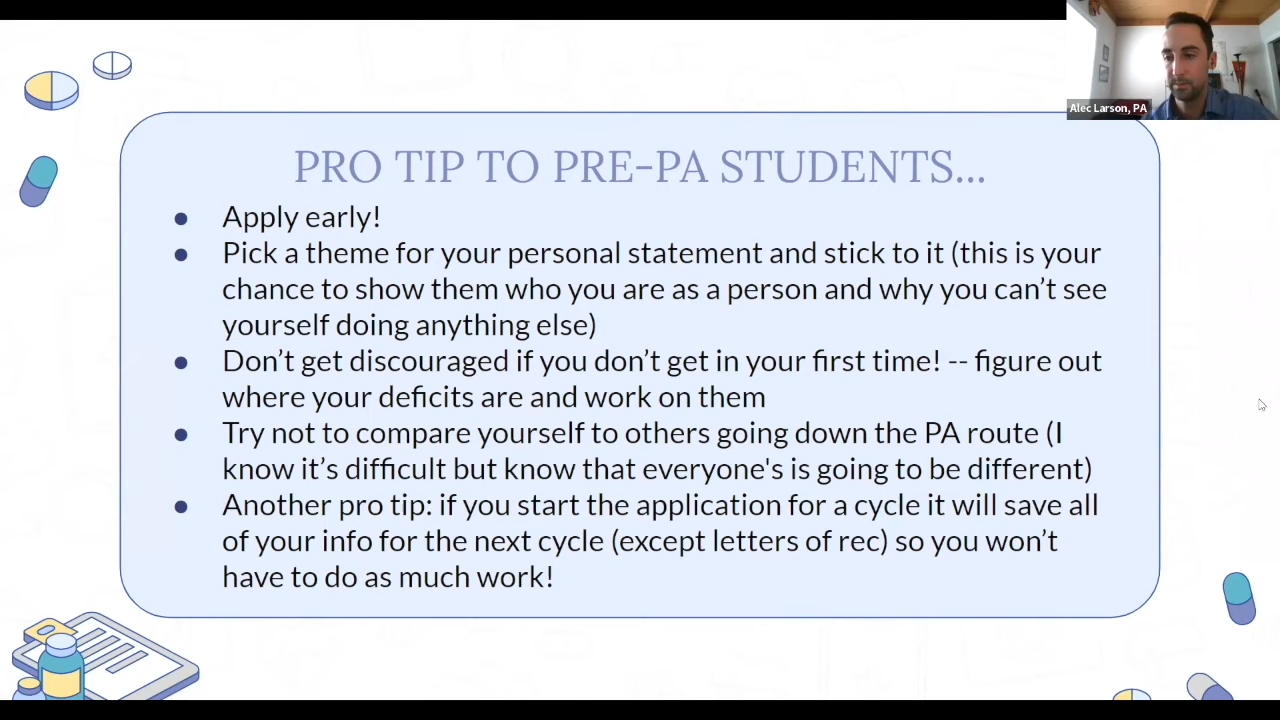 Alec Larson, PA
PRO TIP TO PRE-PA STUDENTS...
● Apply early!
● Pick a theme for your personal statement and stick to it (this is your
chance to show them who you are as a person and why you can't see
yourself doing anything else)
● Don't get discouraged if you don't get in your first time! -- figure out
where your deficits are and work on them
● Try not to compare yourself to others going down the PA route (I
know it's difficult but know that everyone's is going to be different)
● Another pro tip: if you start the application for a cycle it will save all
of your info for the next cycle (except letters of rec) so you won't
have to do as much work!